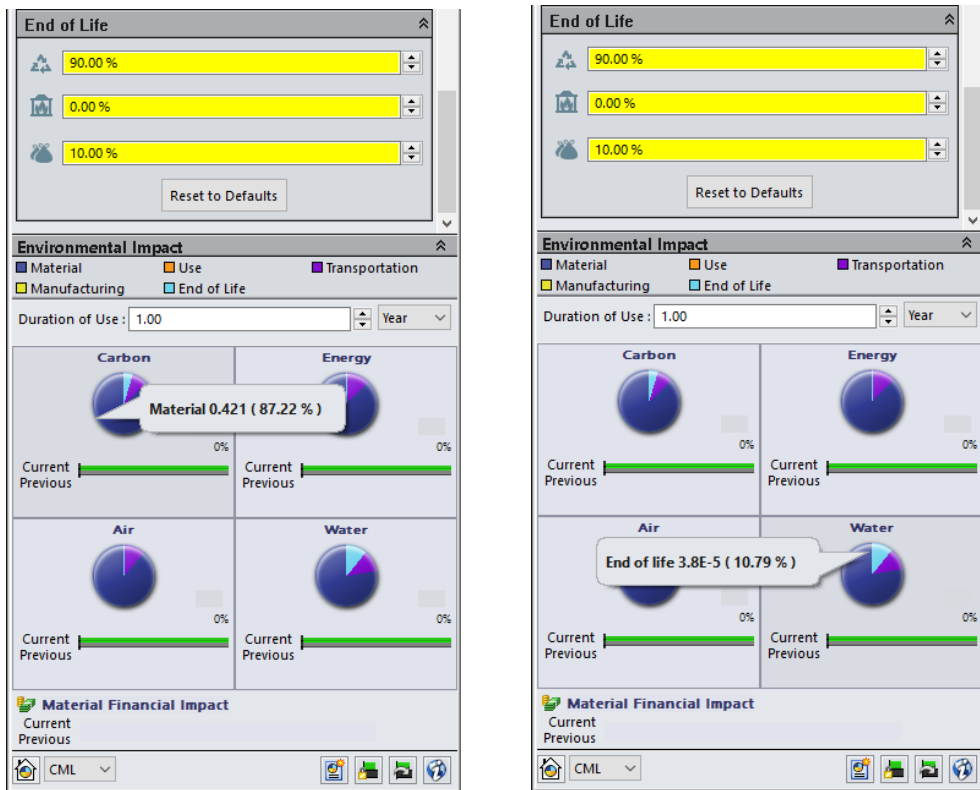 End of Life
90.00 %
0.00 %
10.00 %
Reset to Defaults
Environmental Impact
Material Use Transportation
Manufacturing End of Life
Duration of Use : 1.00 Year
Carbon Energy
Material 0.421 ( 87.22 % )
0% 0%
Current Current
Previous Previous
Air Water
0% 0%
Current Current
Previous Previous
Material Financial Impact
Current
Previous
CML
End of Life
90.00 %
0.00 %
10.00 %
Reset to Defaults
Environmental Impact
Material Use Transportation
Manufacturing End of Life
Duration of Use : 1.00 Year
Carbon Energy
0% 0%
Current Current
Previous Previous
Air Water
End of life 3.8E-5 ( 10.79 % )
0% 0%
Current Current
Previous Previous
Material Financial Impact
Current
Previous
CML